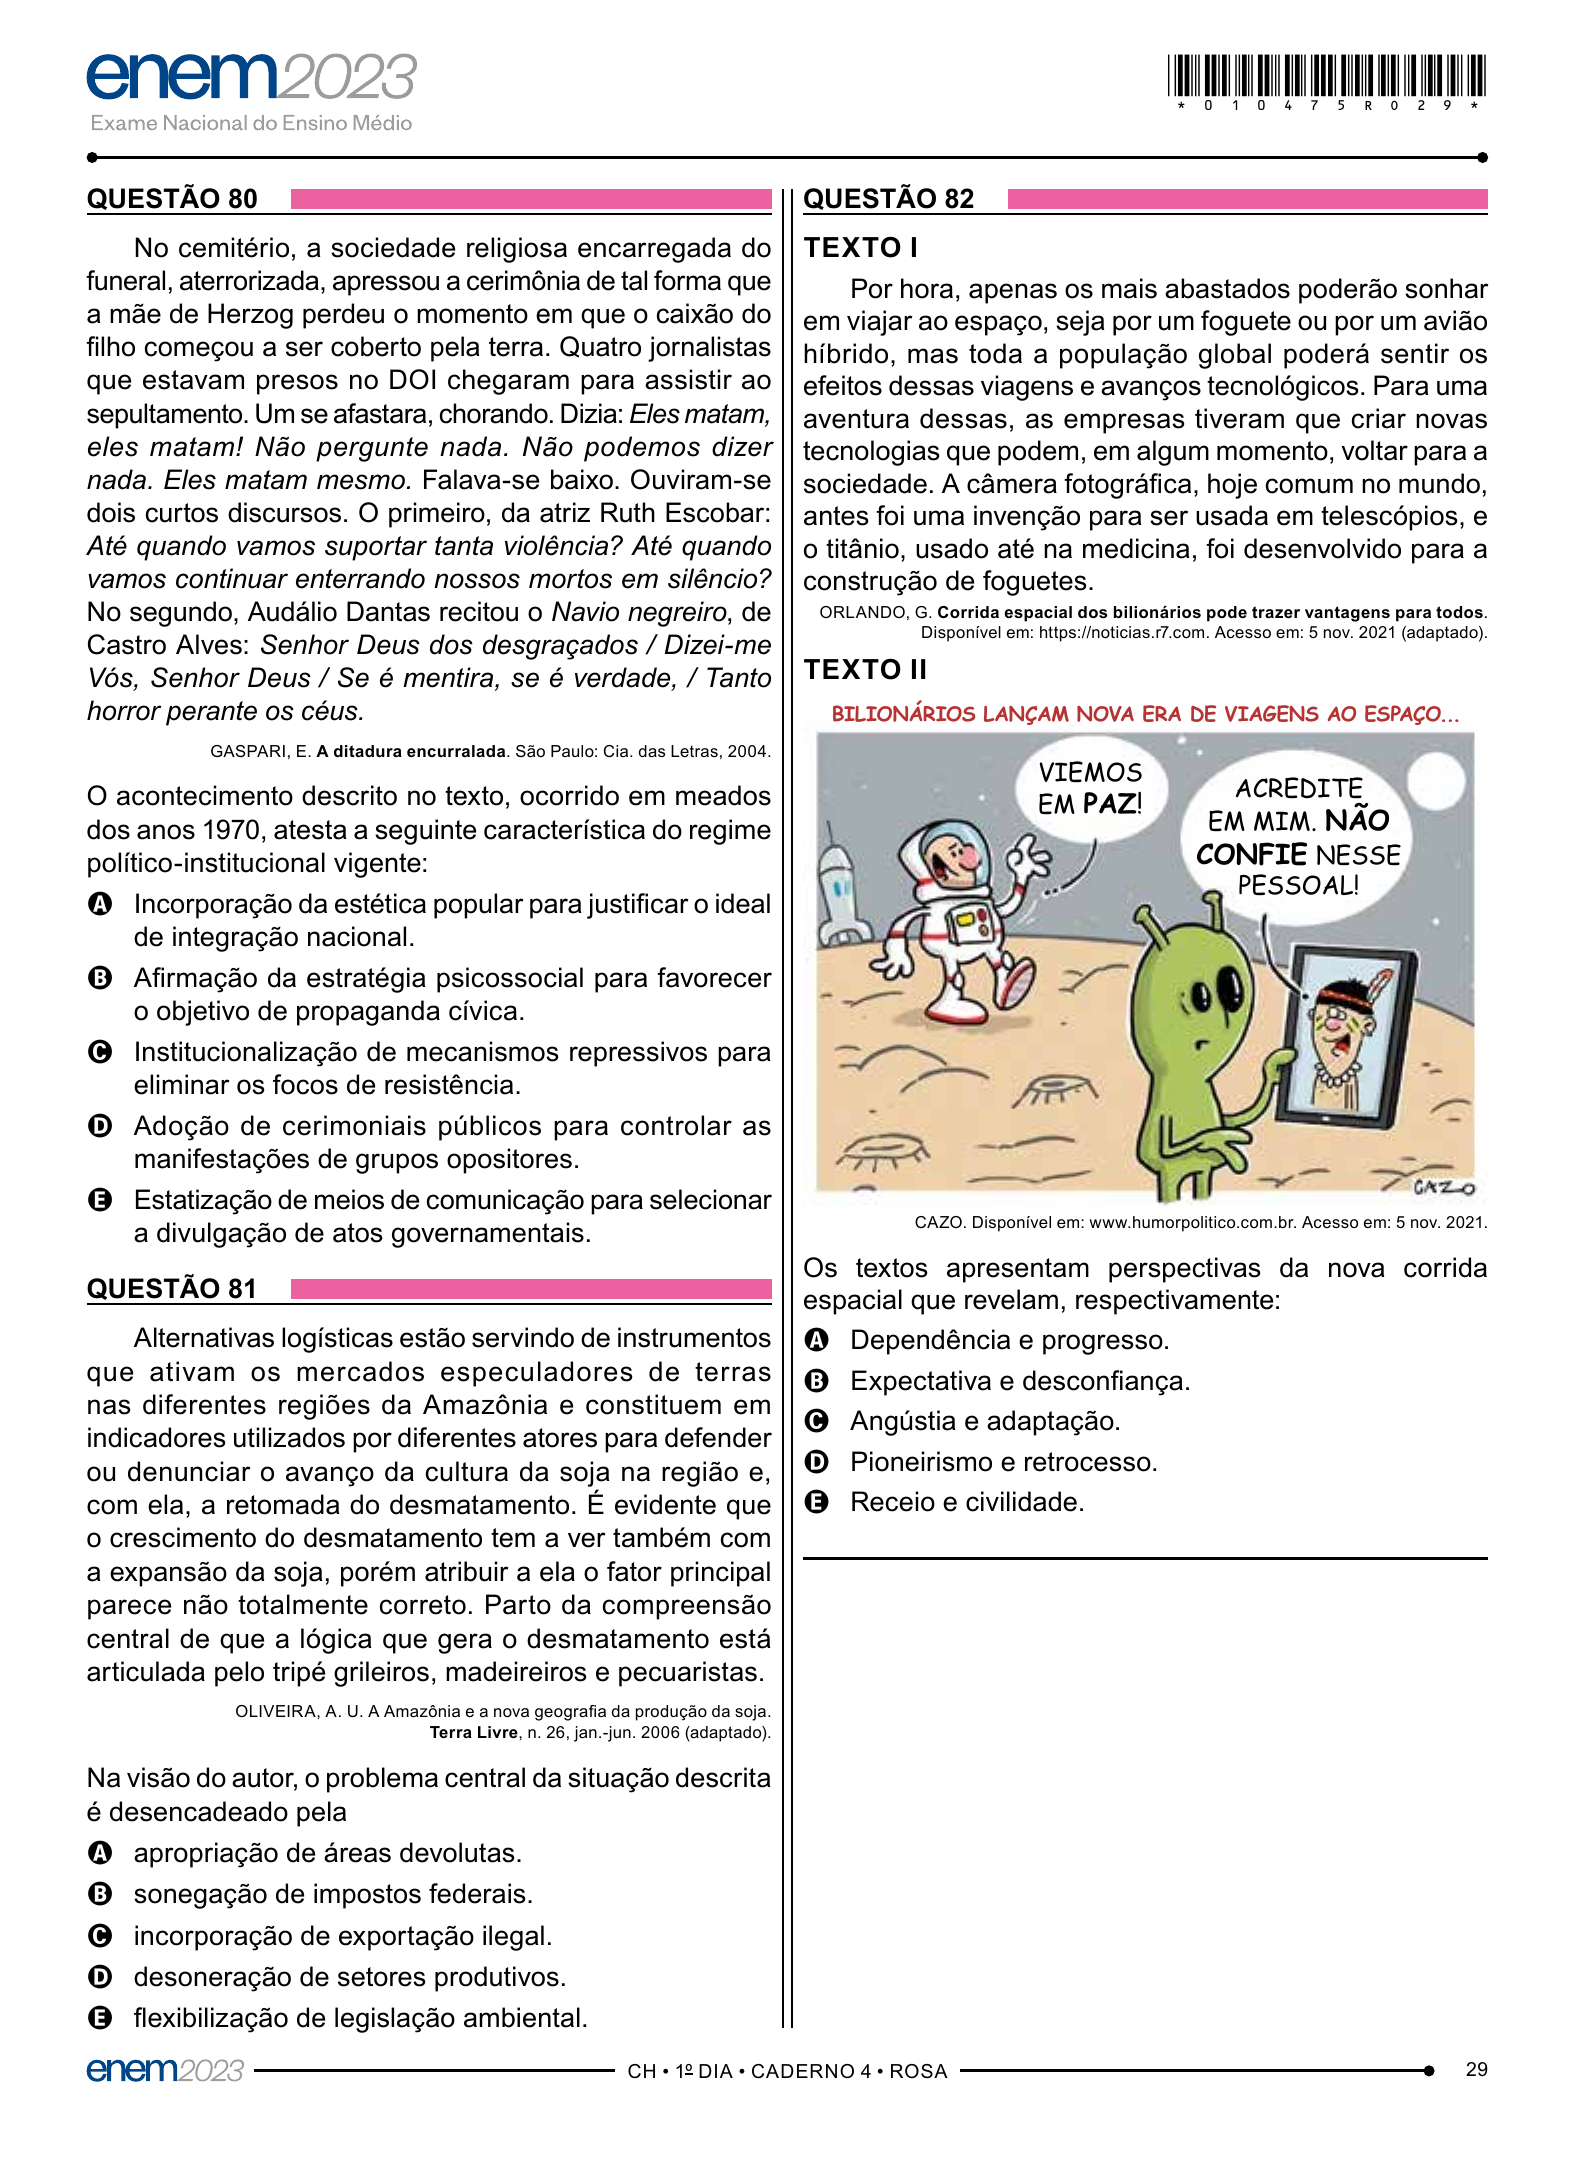 enem2023
Exame Nacional do Ensino Médio
*010475R029*
QUESTÃO 80
No cemitério, a sociedade religiosa encarregada do
funeral, aterrorizada, apressou a cerimônia de tal forma que
a mãe de Herzog perdeu o momento em que o caixão do
filho começou a ser coberto pela terra. Quatro jornalistas
que estavam presos no DOI chegaram para assistir ao
sepultamento. Um se afastara, chorando. Dizia: Eles matam,
eles matam! Não pergunte nada. Não podemos dizer
nada. Eles matam mesmo. Falava-se baixo. Ouviram-se
dois curtos discursos. O primeiro, da atriz Ruth Escobar:
Até quando vamos suportar tanta violência? Até quando
vamos continuar enterrando nossos mortos em silêncio?
No segundo, Audálio Dantas recitou o Navio negreiro, de
Castro Alves: Senhor Deus dos desgraçados / Dizei-me
Vós, Senhor Deus / Se é mentira, se é verdade, / Tanto
horror perante os céus.
GASPARI, E. A ditadura encurralada. São Paulo: Cia. das Letras, 2004.
O acontecimento descrito no texto, ocorrido em meados
dos anos 1970, atesta a seguinte característica do regime
político-institucional vigente:
A Incorporação da estética popular para justificar o ideal
de integração nacional.
B Afirmação da estratégia psicossocial para favorecer
o objetivo de propaganda cívica.
C Institucionalização de mecanismos repressivos para
eliminar os focos de resistência.
D Adoção de cerimoniais públicos para controlar as
manifestações de grupos opositores.
E Estatização de meios de comunicação para selecionar
a divulgação de atos governamentais.
QUESTÃO 81
Alternativas logísticas estão servindo de instrumentos
que ativam os mercados especuladores de terras
nas diferentes regiões da Amazônia e constituem em
indicadores utilizados por diferentes atores para defender
ou denunciar o avanço da cultura da soja na região e,
com ela, a retomada do desmatamento. É evidente que
o crescimento do desmatamento tem a ver também com
a expansão da soja, porém atribuir a ela o fator principal
parece não totalmente correto. Parto da compreensão
central de que a lógica que gera o desmatamento está
articulada pelo tripé grileiros, madeireiros e pecuaristas.
OLIVEIRA, A. U. A Amazônia e a nova geografia da produção da soja.
Terra Livre, n. 26, jan.-jun. 2006 (adaptado).
Na visão do autor, o problema central da situação descrita
é desencadeado pela
A apropriação de áreas devolutas.
B sonegação de impostos federais.
C incorporação de exportação ilegal.
D desoneração de setores produtivos.
E flexibilização de legislação ambiental.
QUESTÃO 82
TEXTO I
Por hora, apenas os mais abastados poderão sonhar
em viajar ao espaço, seja por um foguete ou por um avião
híbrido, mas toda a população global poderá sentir os
efeitos dessas viagens e avanços tecnológicos. Para uma
aventura dessas, as empresas tiveram que criar novas
tecnologias que podem, em algum momento, voltar para a
sociedade. A câmera fotográfica, hoje comum no mundo,
antes foi uma invenção para ser usada em telescópios, e
o titânio, usado até na medicina, foi desenvolvido para a
construção de foguetes.
ORLANDO, G. Corrida espacial dos bilionários pode trazer vantagens para todos.
Disponível em: https://noticias.r7.com. Acesso em: 5 nov. 2021 (adaptado).
TEXTO II
BILIONÁRIOS LANÇAM NOVA ERA DE VIAGENS AO ESPAÇO...
VIEMOS
EM PAZ!
ACREDITE
EM MIM. NÃO
CONFIE NESSE
PESSOAL!
CAZO
CAZO. Disponível em: www.humorpolitico.com.br. Acesso em: 5 nov. 2021.
Os textos apresentam perspectivas da nova corrida
espacial que revelam, respectivamente:
A Dependência e progresso.
B Expectativa e desconfiança.
C Angústia e adaptação.
D Pioneirismo e retrocesso.
E Receio e civilidade.
enem2023
CH • 1º DIA • CADERNO 4 • ROSA
29